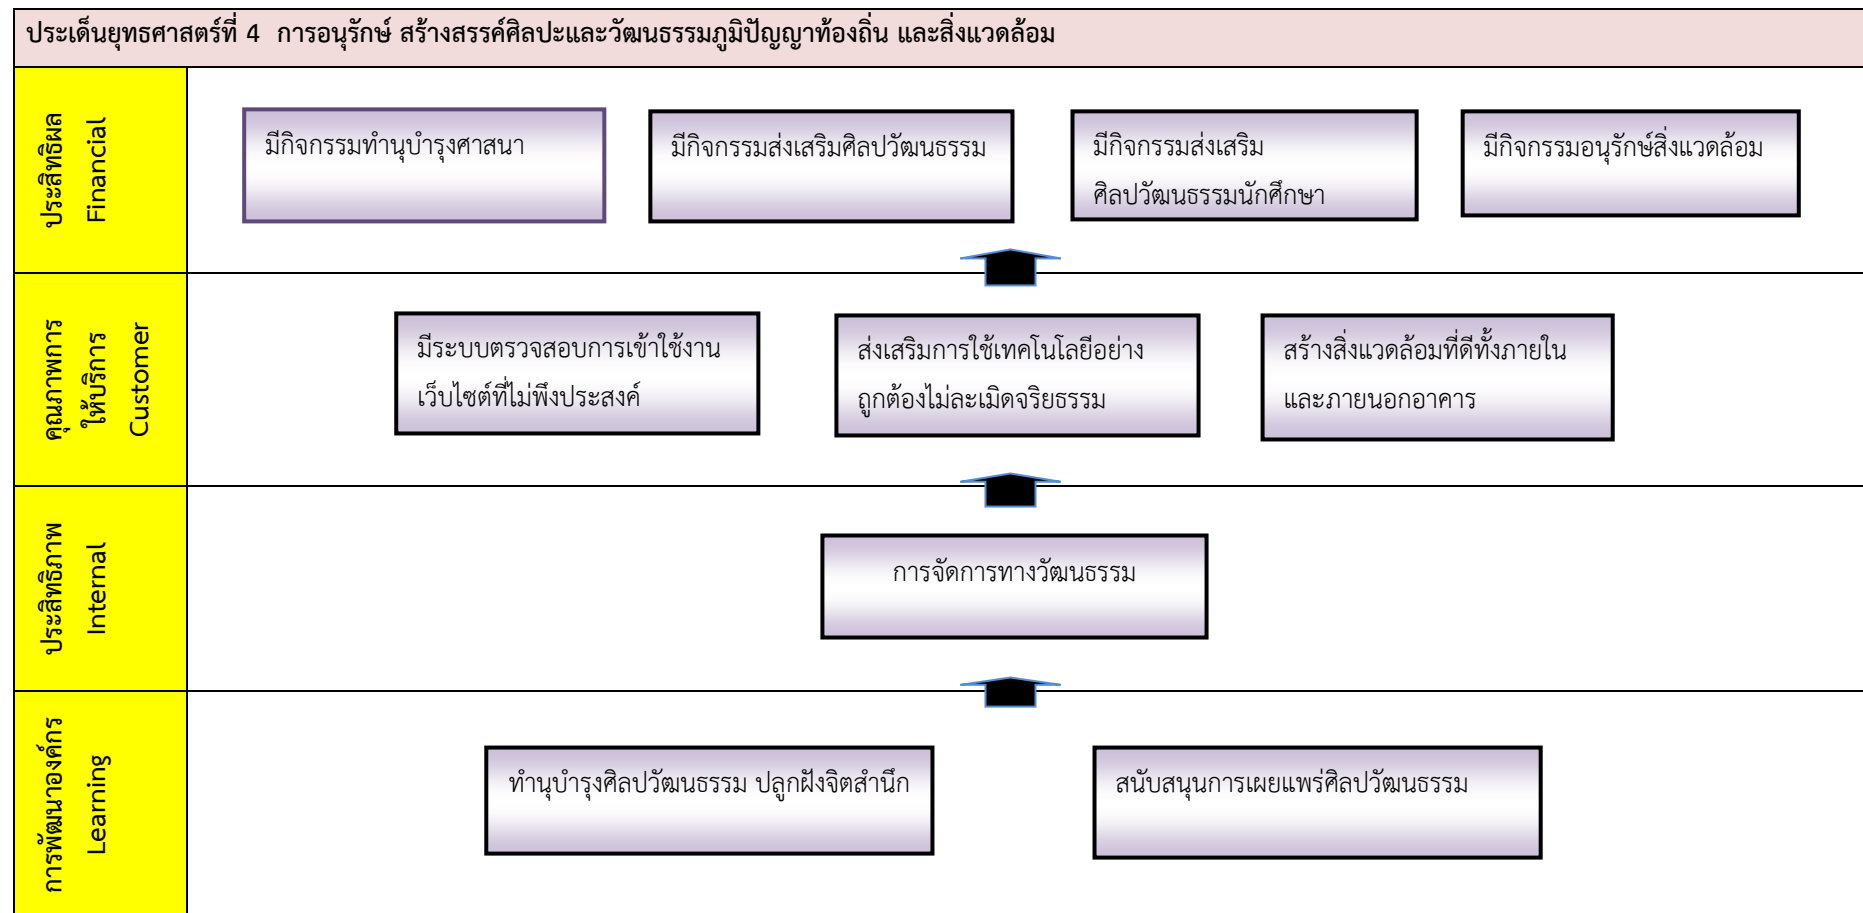 ประเด็นยุทธศาสตร์ที่ 4 การอนุรักษ์ สร้างสรรค์ศิลปะและวัฒนธรรมภูมิปัญญาท้องถิ่น และสิ่งแวดล้อม
ประสิทธิผล
Financial
มีกิจกรรมทำนุบำรุงศาสนา
มีกิจกรรมส่งเสริมศิลปวัฒนธรรม
มีกิจกรรมส่งเสริม
ศิลปวัฒนธรรมนักศึกษา
มีกิจกรรมอนุรักษ์สิ่งแวดล้อม
คุณภาพการ
ให้บริการ
Customer
มีระบบตรวจสอบการเข้าใช้งาน
เว็บไซต์ที่ไม่พึงประสงค์
ส่งเสริมการใช้เทคโนโลยีอย่าง
ถูกต้องไม่ละเมิดจริยธรรม
สร้างสิ่งแวดล้อมที่ดีทั้งภายใน
และภายนอกอาคาร
ประสิทธิภาพ
Internal
การจัดการทางวัฒนธรรม
การพัฒนาองค์กร
Learning
ทำนุบำรุงศิลปวัฒนธรรม ปลูกฝังจิตสำนึก
สนับสนุนการเผยแพร่ศิลปวัฒนธรรม